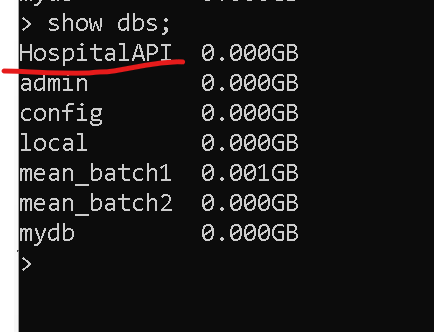 > show dbs;
HospitalAPI 0.000GB
admin 0.000GB
config 0.000GB
local 0.000GB
mean_batch1 0.001GB
mean_batch2 0.000GB
mydb 0.000GB
>